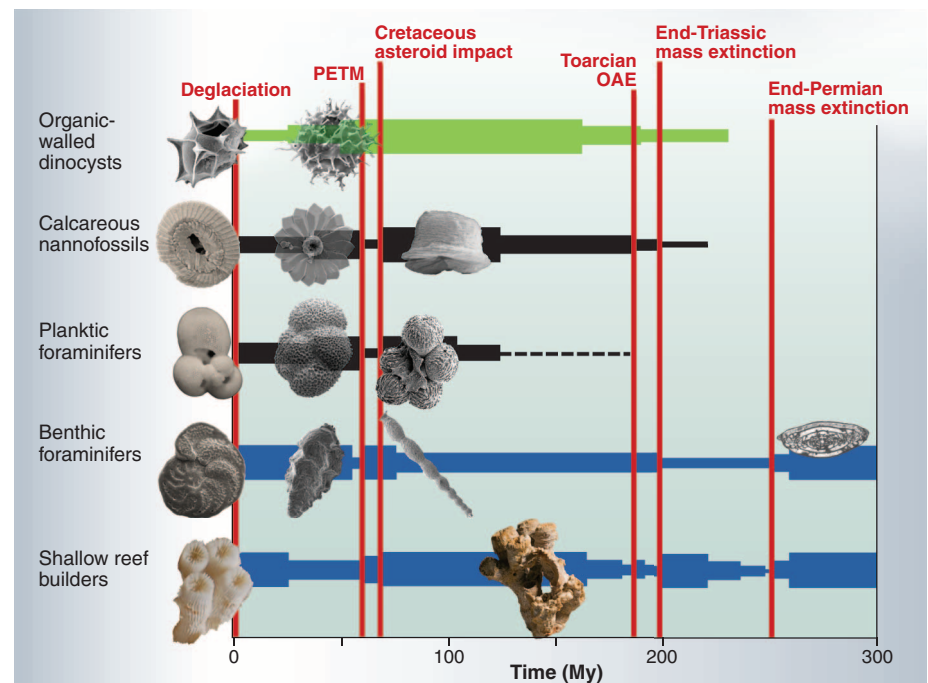 Cretaceous
asteroid impact
End-Triassic
mass extinction
Toarcian
OAE
PETM
Deglaciation
End-Permian
mass extinction
Organic-
walled
dinocysts
Calcareous
nannofossils
Planktic
foraminifers
Benthic
foraminifers
Shallow reef
builders
0
100
200
300
Time (My)